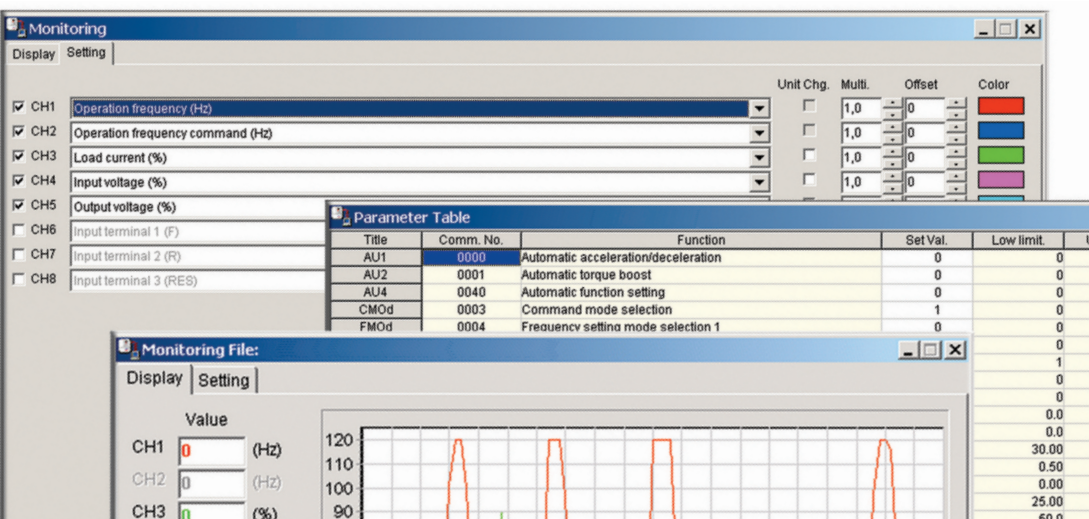 Monitoring
Display Setting
Unit Chg. Multi. Offset Color
CH1 Operation frequency (Hz) 1,0 0
CH2 Operation frequency command (Hz) 1,0 0
CH3 Load current (%) 1,0 0
CH4 Input voltage (%) 1,0 0
CH5 Output voltage (%)
CH6 Input terminal 1 (F)
CH7 Input terminal 2 (R)
CH8 Input terminal 3 (RES)
Parameter Table
Title Comm. No. Function Set Val. Low limit.
AU1 0000 Automatic acceleration/deceleration 0 0
AU2 0001 Automatic torque boost 0 0
AU4 0040 Automatic function setting 0 0
CMOd 0003 Command mode selection 1 0
FMOd 0004 Frequency setting mode selection 1 0 0
0
1
0
0
0.0
0.0
30.00
0.50
0.00
25.00
Monitoring File:
Display Setting
Value
CH1 0 (Hz)
CH2 0 (Hz)
CH3 0 (%)
120
110
100
90